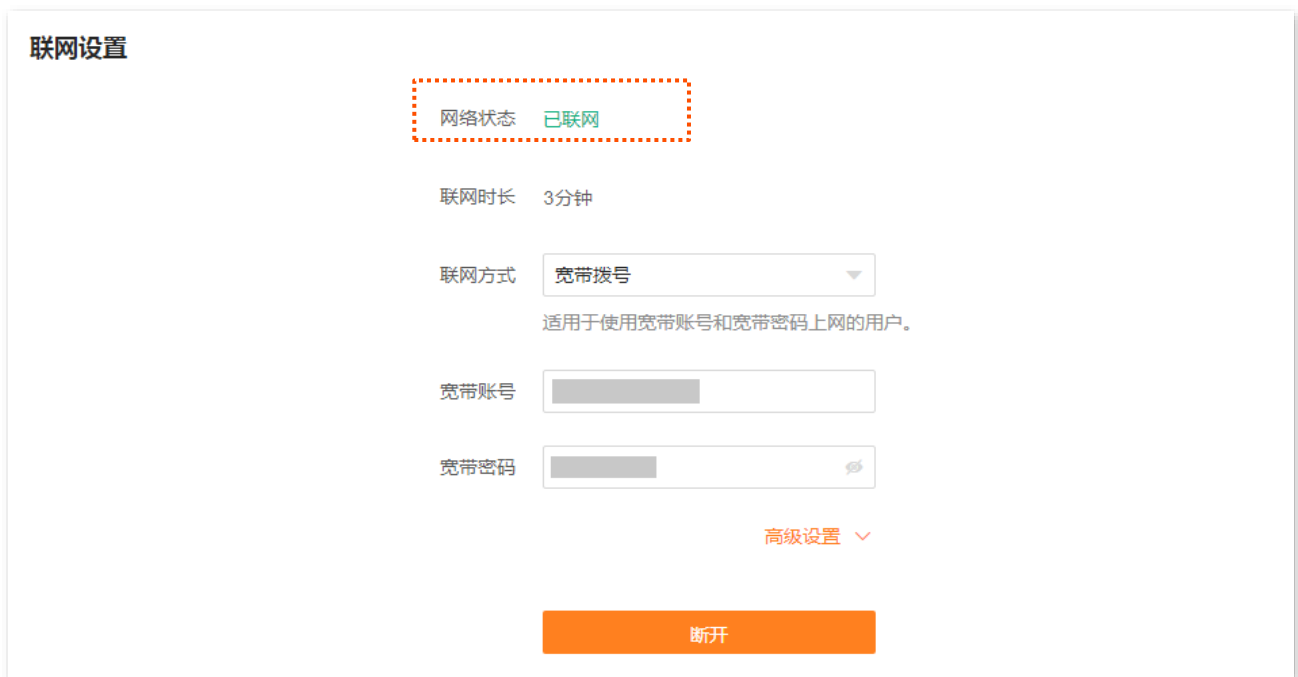 联网设置
网络状态 已联网
联网时长 3分钟
联网方式 宽带拨号
适用于使用宽带账号和宽带密码上网的用户。
宽带账号
宽带密码
高级设置
断开